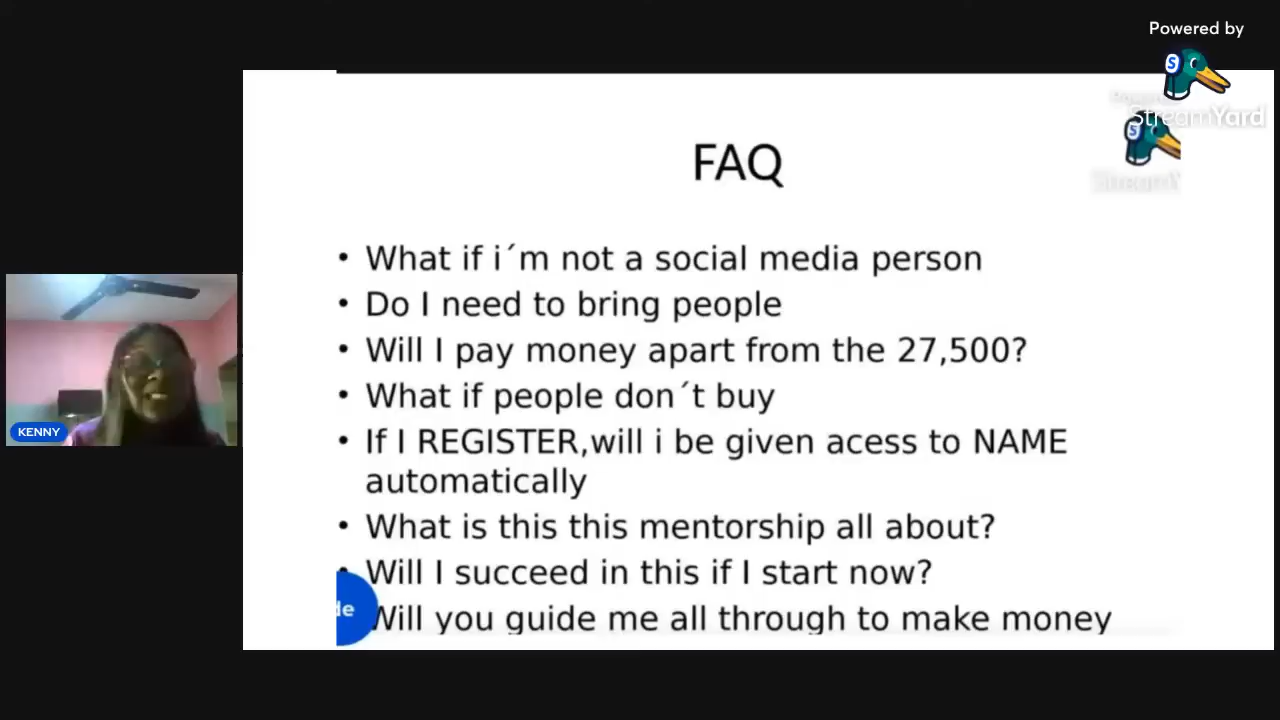 Powered by
StreamYard
FAQ
• What if i´m not a social media person
• Do I need to bring people
• Will I pay money apart from the 27,500?
• What if people don´t buy
• If I REGISTER,will i be given acess to NAME
automatically
• What is this this mentorship all about?
• Will I succeed in this if I start now?
Will you guide me all through to make money
KENNY